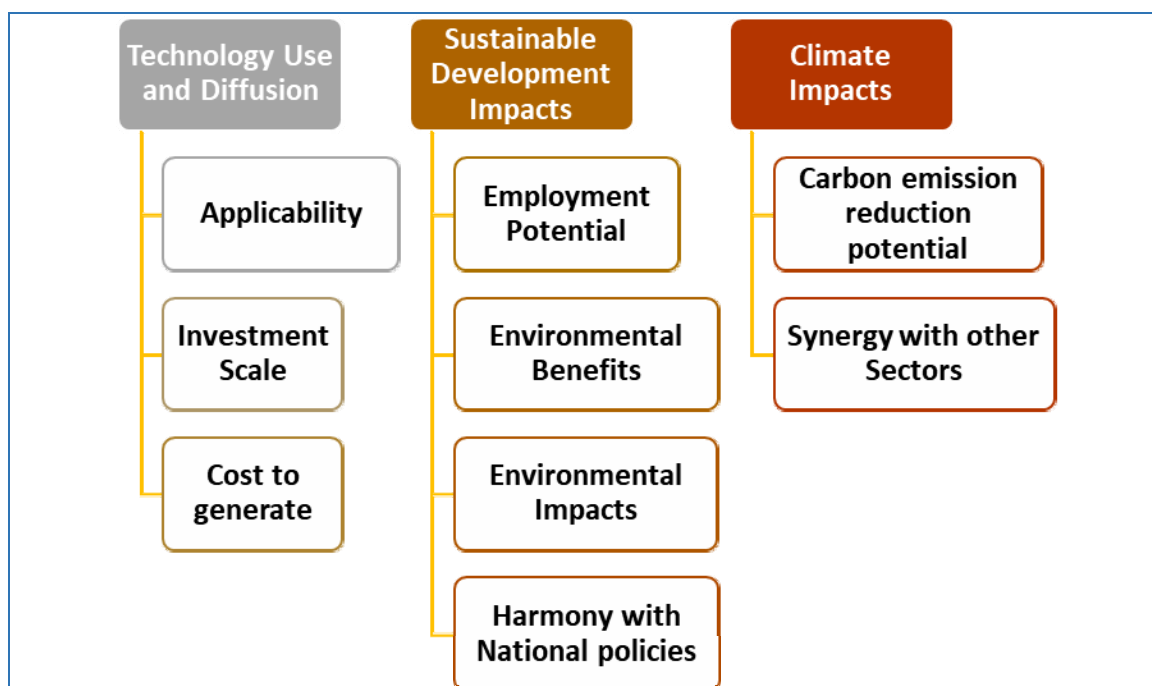 Technology Use
and Diffusion
Applicability
Investment
Scale
Cost to
generate
Sustainable
Development
Impacts
Employment
Potential
Environmental
Benefits
Environmental
Impacts
Harmony with
National policies
Climate
Impacts
Carbon emission
reduction
potential
Synergy with other
Sectors